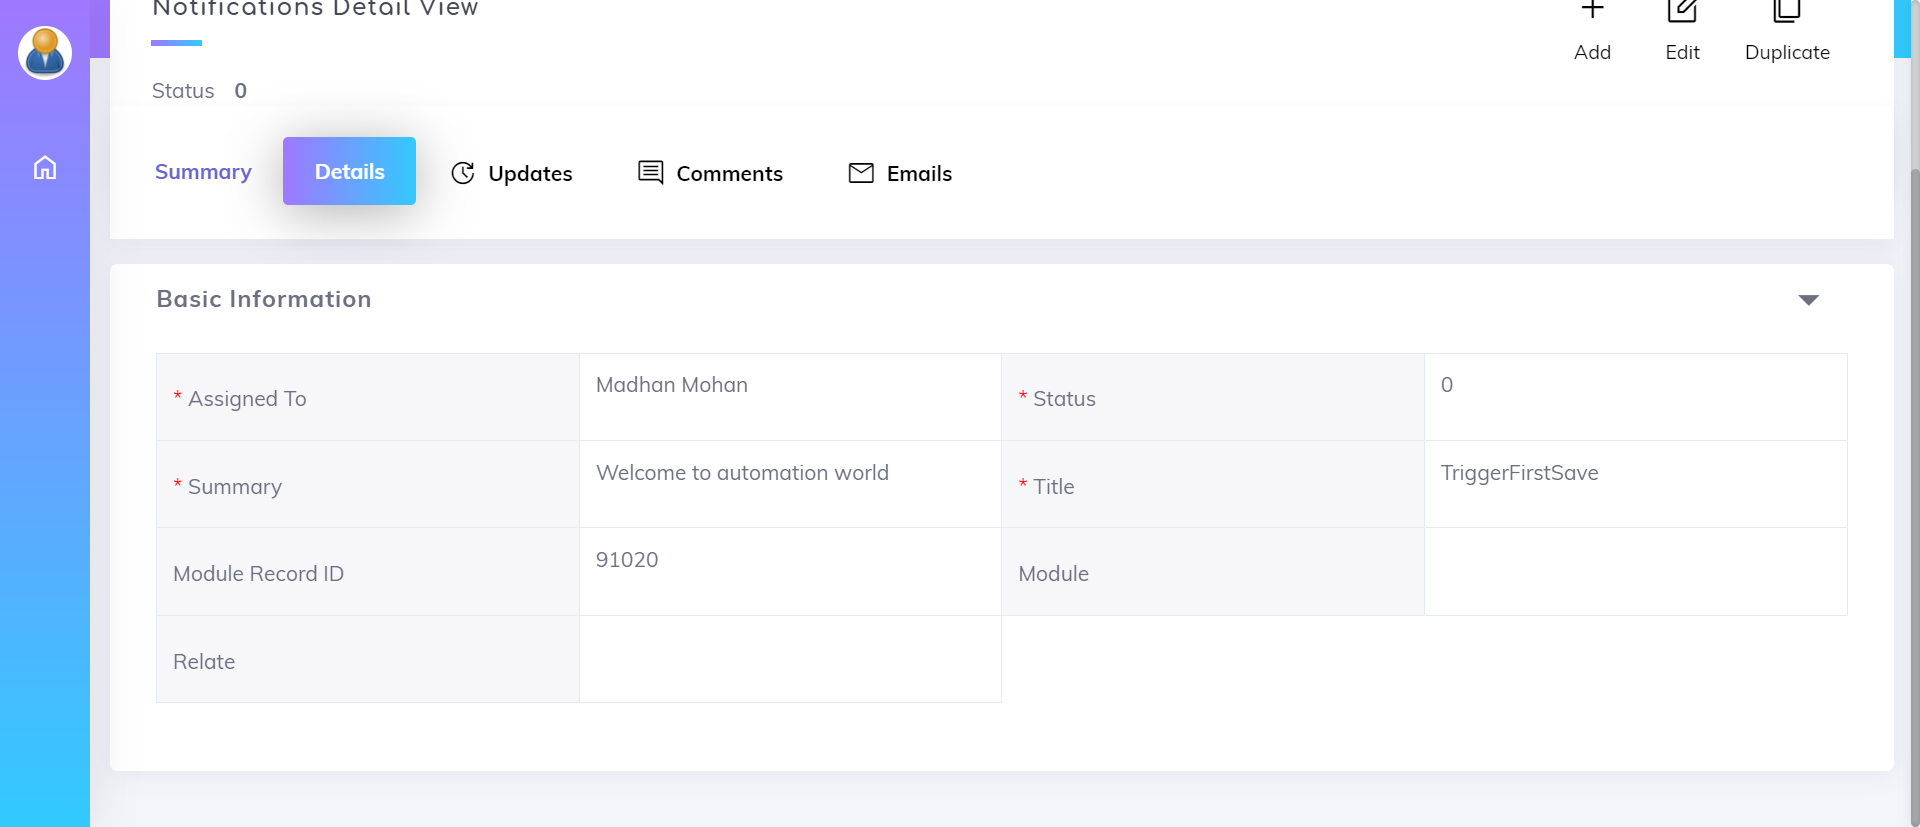 Notifications Detail View
Add Edit Duplicate
Status 0
Summary Details Updates Comments Emails
Basic Information
* Assigned To Madhan Mohan * Status 0
* Summary Welcome to automation world * Title TriggerFirstSave
Module Record ID 91020 Module
Relate